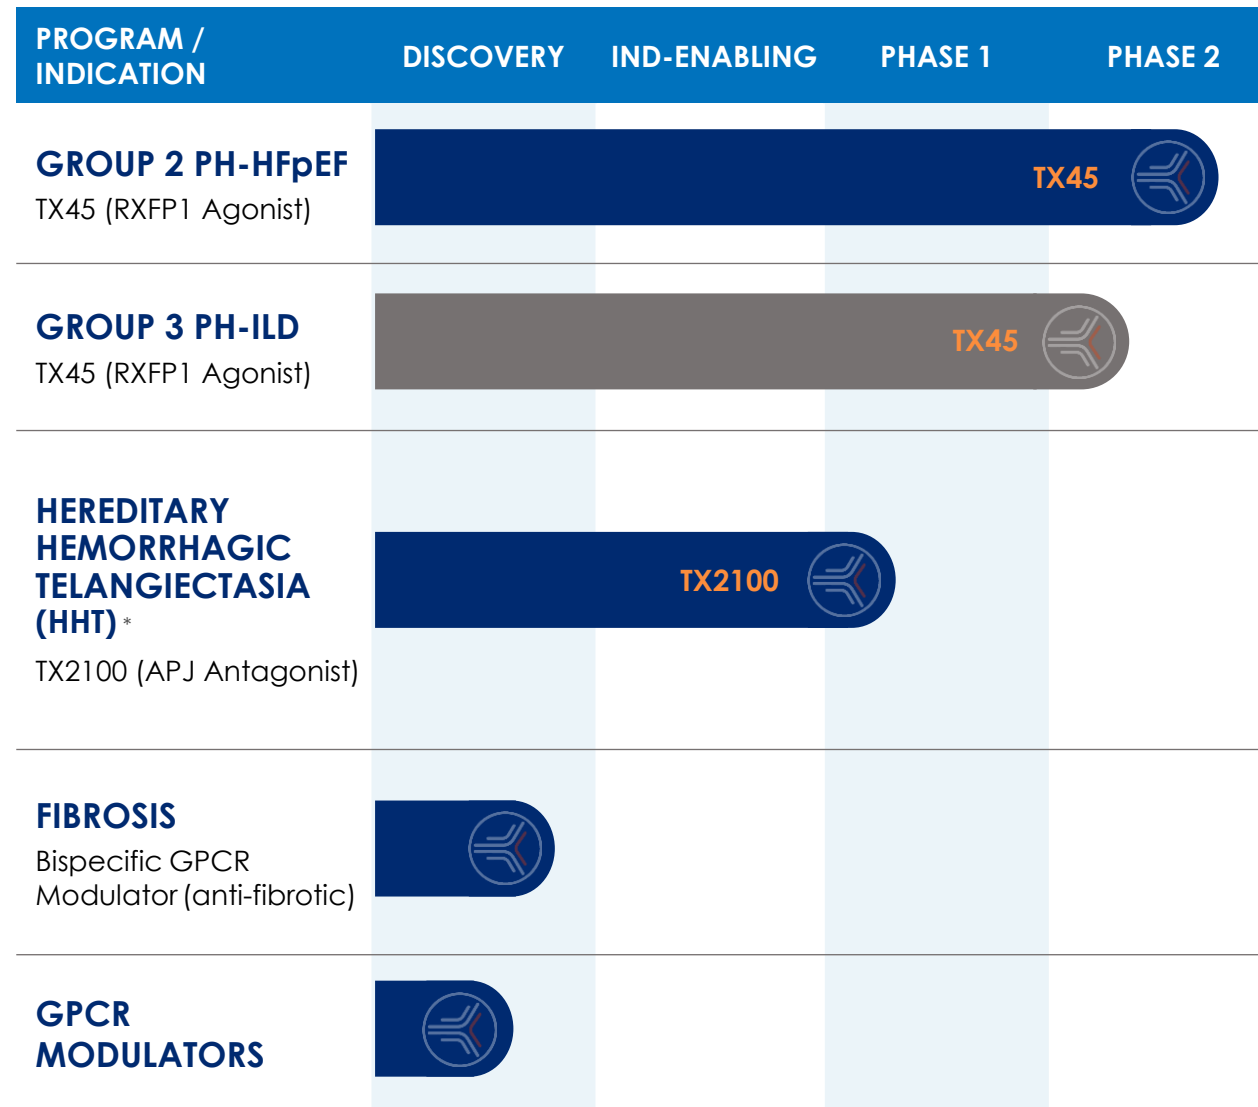 PROGRAM /
INDICATION
DISCOVERY
IND-ENABLING
PHASE 1
PHASE 2
GROUP 2 PH-HFpEF
TX45 (RXFP1 Agonist)
TX45
GROUP 3 PH-ILD
TX45 (RXFP1 Agonist)
TX45
HEREDITARY
HEMORRHAGIC
TELANGIECTASIA
(HHT) *
TX2100 (APJ Antagonist)
TX2100
FIBROSIS
Bispecific GPCR
Modulator (anti-fibrotic)
GPCR
MODULATORS